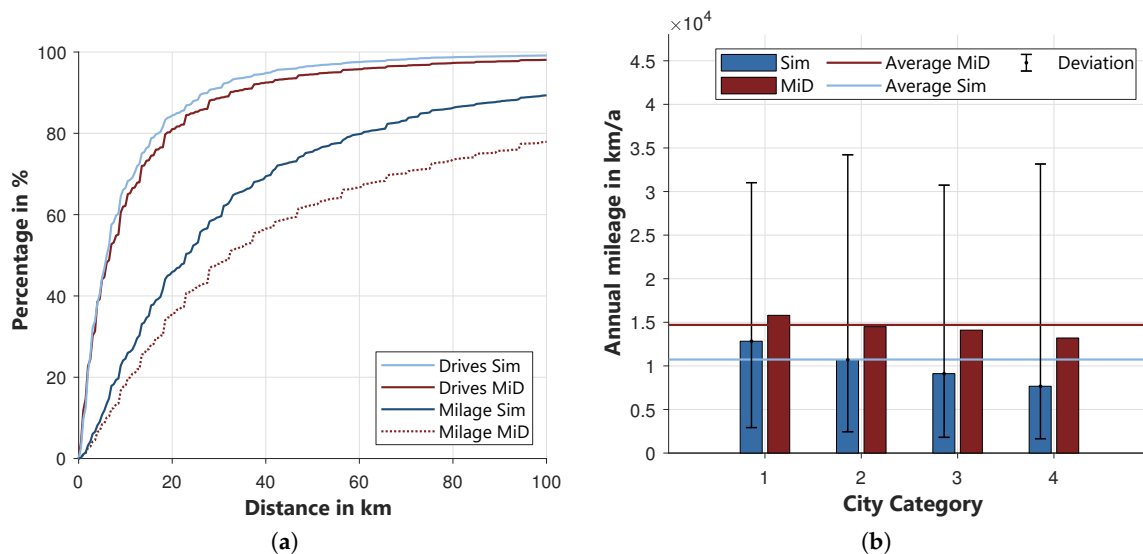 100
80
60
40
20
0
Percentage in %
0 20 40 60 80 100
Distance in km
Drives Sim
Drives MiD
Milage Sim
Milage MiD
(a)
×10⁴
4.5
4
3.5
3
2.5
2
1.5
1
0.5
0
Annual mileage in km/a
Sim
MiD
Average MiD
Average Sim
Deviation
1 2 3 4
City Category
(b)